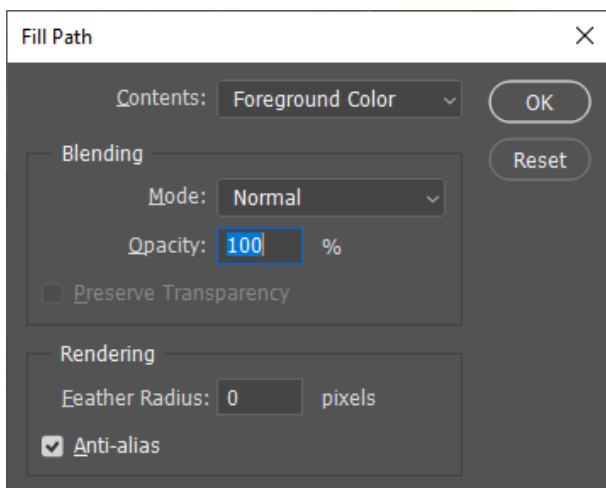 Fill Path
Contents: Foreground Color
OK
Reset
Blending
Mode: Normal
Opacity: 100 %
Preserve Transparency
Rendering
Feather Radius: 0 pixels
Anti-alias